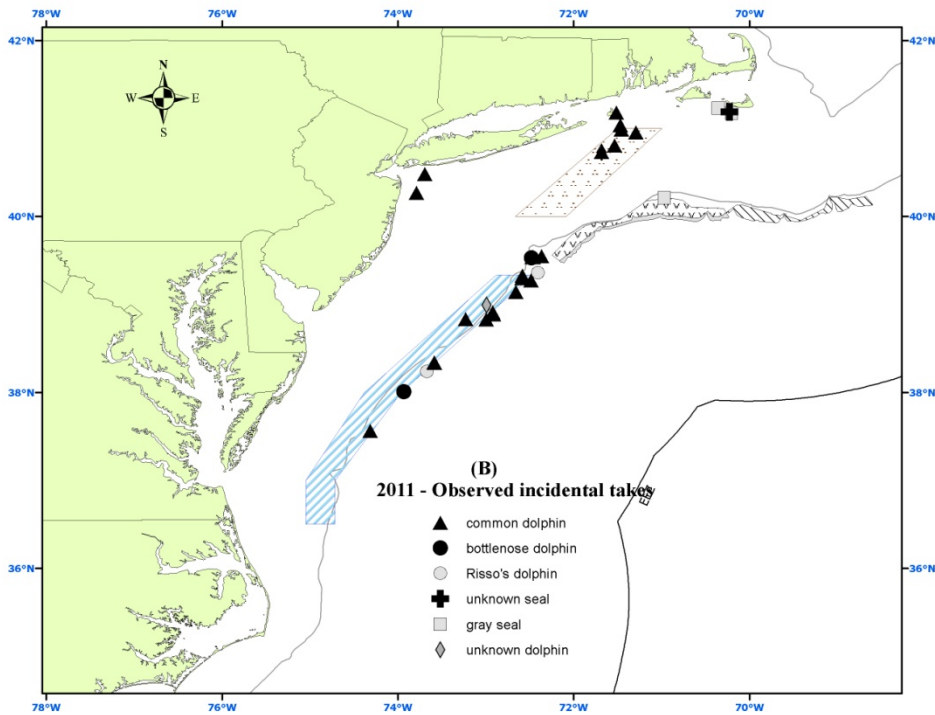 78°W 76°W 74°W 72°W 70°W
42°N 42°N
N
W E
S
40°N 40°N
38°N 38°N
(B)
2011 - Observed incidental takes
EEZ
common dolphin
bottlenose dolphin
36°N 36°N
Risso's dolphin
unknown seal
gray seal
unknown dolphin
78°W 76°W 74°W 72°W 70°W